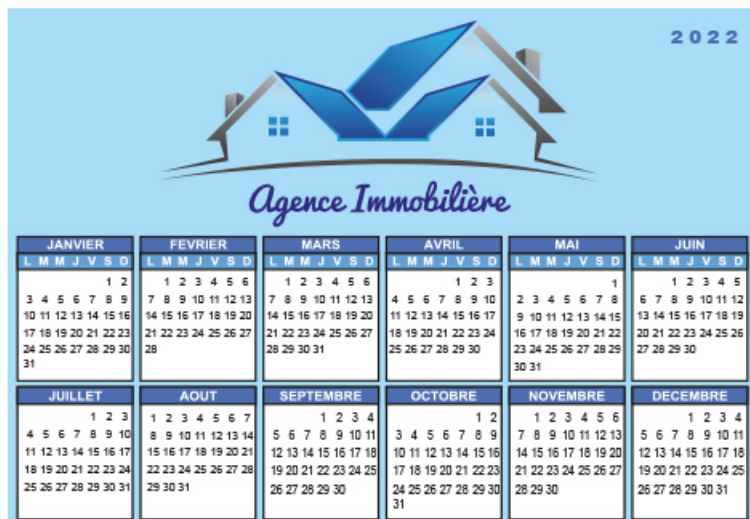 2022
Agence Immobilière
JANVIER
L M M J V S D
1 2
3 4 5 6 7 8 9
10 11 12 13 14 15 16
17 18 19 20 21 22 23
24 25 26 27 28 29 30
31
FEVRIER
L M M J V S D
1 2 3 4 5 6
7 8 9 10 11 12 13
14 15 16 17 18 19 20
21 22 23 24 25 26 27
28
MARS
L M M J V S D
1 2 3 4 5 6
7 8 9 10 11 12 13
14 15 16 17 18 19 20
21 22 23 24 25 26 27
28 29 30 31
AVRIL
L M M J V S D
1 2 3
4 5 6 7 8 9 10
11 12 13 14 15 16 17
18 19 20 21 22 23 24
25 26 27 28 29 30
MAI
L M M J V S D
1
2 3 4 5 6 7 8
9 10 11 12 13 14 15
16 17 18 19 20 21 22
23 24 25 26 27 28 29
30 31
JUIN
L M M J V S D
1 2 3 4 5
6 7 8 9 10 11 12
13 14 15 16 17 18 19
20 21 22 23 24 25 26
27 28 29 30
JUILLET
1 2 3
4 5 6 7 8 9 10
11 12 13 14 15 16 17
18 19 20 21 22 23 24
25 26 27 28 29 30 31
AOUT
1 2 3 4 5 6 7
8 9 10 11 12 13 14
15 16 17 18 19 20 21
22 23 24 25 26 27 28
29 30 31
SEPTEMBRE
1 2 3 4
5 6 7 8 9 10 11
12 13 14 15 16 17 18
19 20 21 22 23 24 25
26 27 28 29 30
OCTOBRE
1 2
3 4 5 6 7 8 9
10 11 12 13 14 15 16
17 18 19 20 21 22 23
24 25 26 27 28 29 30
31
NOVEMBRE
1 2 3 4 5 6
7 8 9 10 11 12 13
14 15 16 17 18 19 20
21 22 23 24 25 26 27
28 29 30
DECEMBRE
1 2 3 4
5 6 7 8 9 10 11
12 13 14 15 16 17 18
19 20 21 22 23 24 25
26 27 28 29 30 31